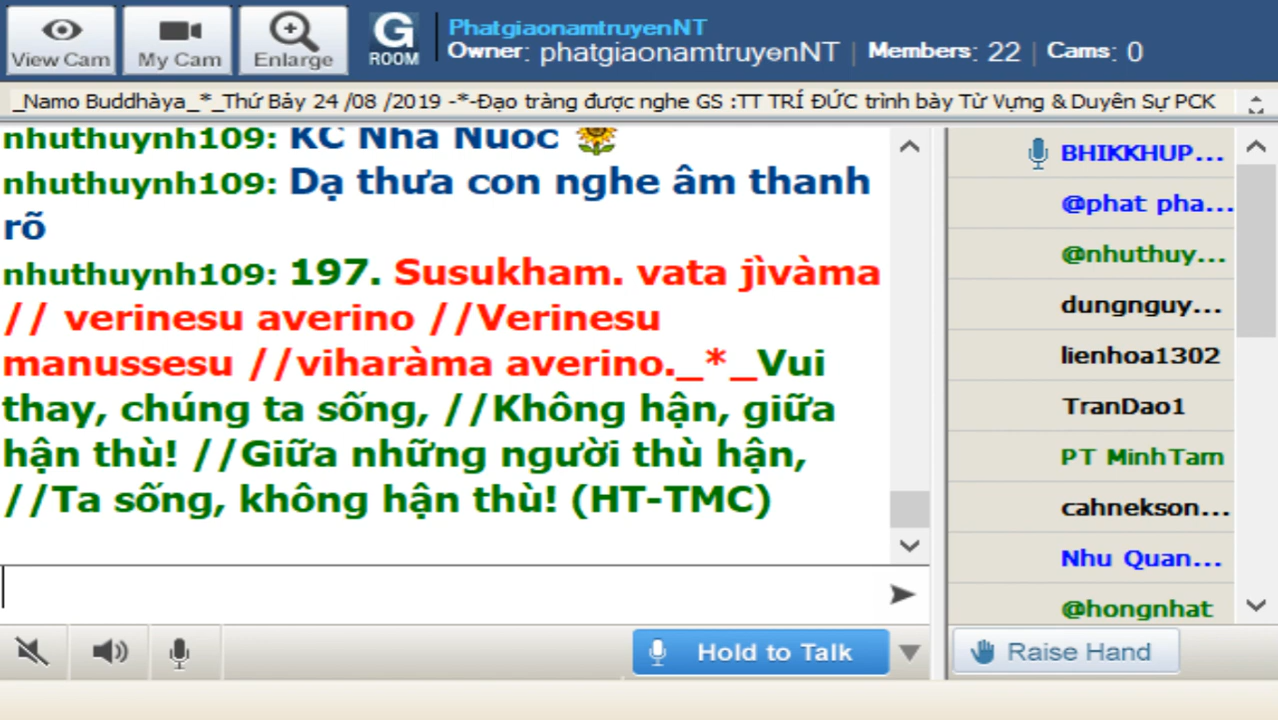 View Cam
My Cam
Enlarge
G
ROOM
PhatgiaonamtruyenNT
Owner: phatgiaonamtruyenNT | Members: 22 | Cams: 0
_Namo Buddhàya_*_Thứ Bảy 24 /08 /2019 -*-Đạo tràng được nghe GS :TT TRÍ ĐỨC trình bày Từ Vựng & Duyên Sự PCK
nhuthuynh109: KC Nha Nuoc 🌻
nhuthuynh109: Dạ thưa con nghe âm thanh
rõ
nhuthuynh109: 197. Susukham. vata jìvàma
// verinesu averino //Verinesu
manussesu //viharàma averino._*_Vui
thay, chúng ta sống, //Không hận, giữa
hận thù! //Giữa những người thù hận,
//Ta sống, không hận thù! (HT-TMC)
BHIKKHUP...
@phat pha...
@nhuthuy...
dungnguy...
lienhoa1302
TranDao1
PT MinhTam
cahnekson...
Nhu Quan...
@hongnhat
Hold to Talk
Raise Hand